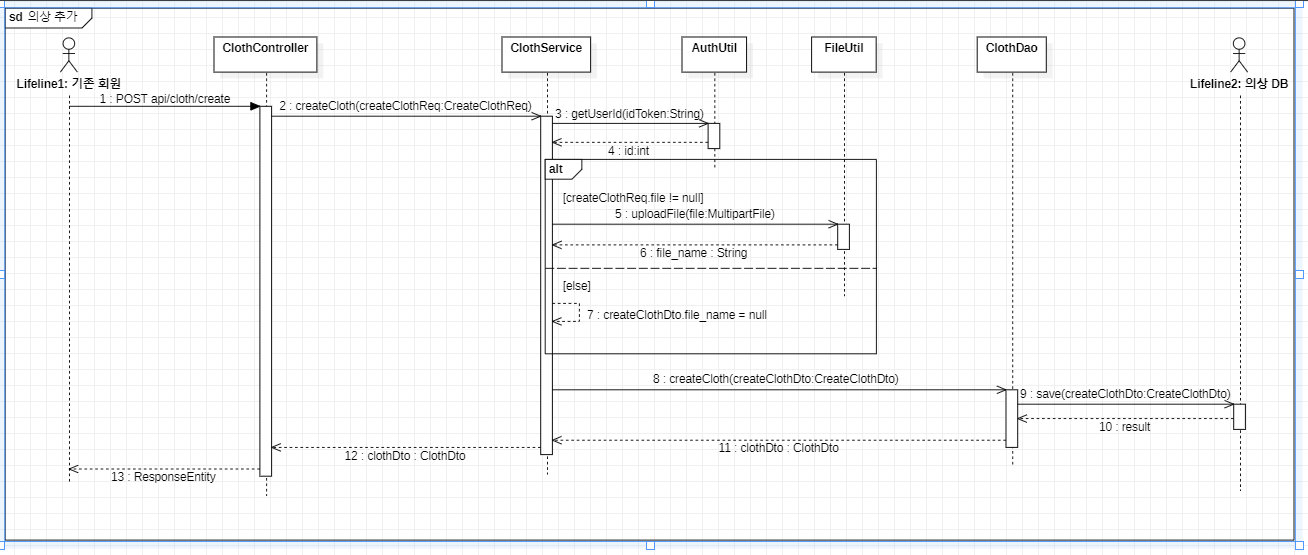 sd 의상 추가
ClothController
ClothService
AuthUtil
FileUtil
ClothDao
Lifeline1: 기존 회원
Lifeline2: 의상 DB
1 : POST api/cloth/create
2 : createCloth(createClothReq:CreateClothReq)
3 : getUserId(idToken:String)
4 : id:int
alt
[createClothReq.file != null]
5 : uploadFile(file:MultipartFile)
6 : file_name : String
[else]
7 : createClothDto.file_name = null
8 : createCloth(createClothDto:CreateClothDto)
9 : save(createClothDto:CreateClothDto)
10 : result
11 : clothDto : ClothDto
12 : clothDto : ClothDto
13 : ResponseEntity